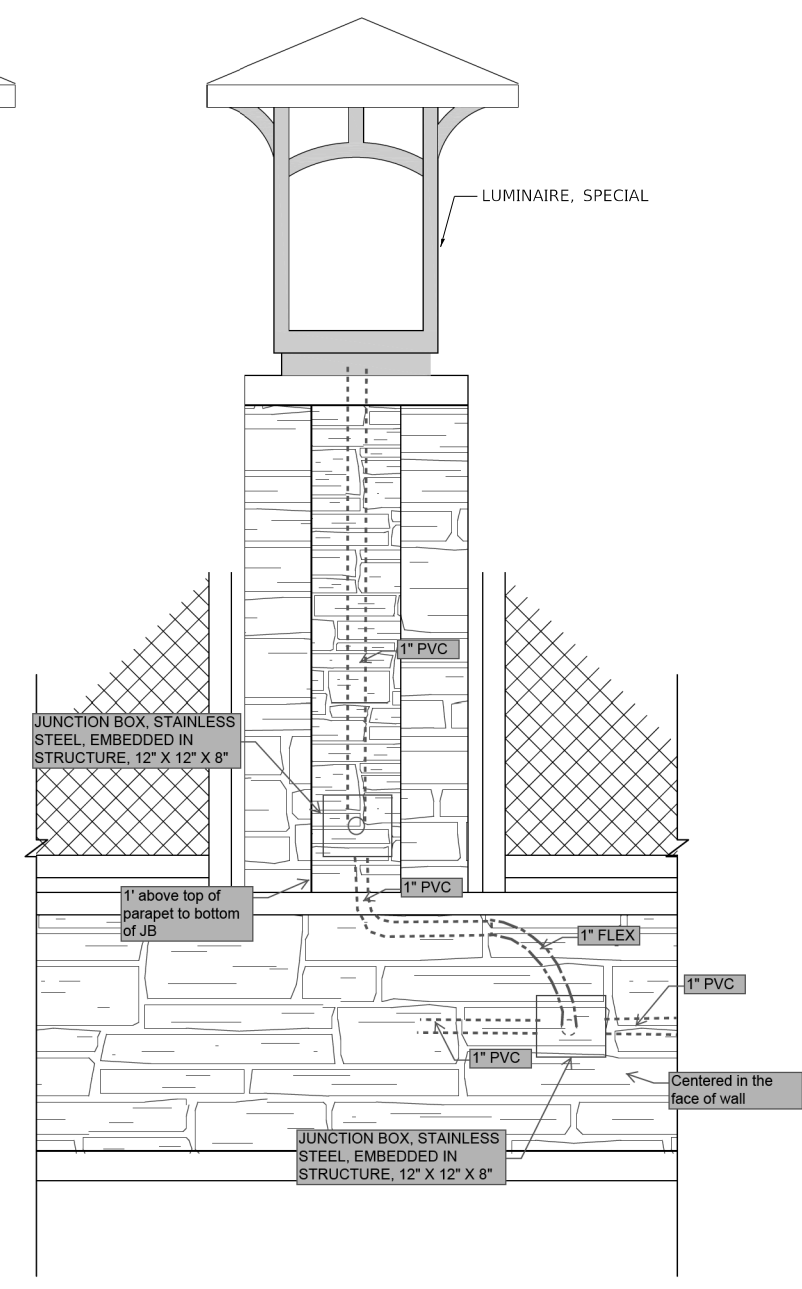 LUMINAIRE, SPECIAL
1" PVC
JUNCTION BOX, STAINLESS
STEEL, EMBEDDED IN
STRUCTURE, 12" X 12" X 8"
1" PVC
1' above top of
parapet to bottom
of JB
1" FLEX
1" PVC
1" PVC
Centered in the
face of wall
JUNCTION BOX, STAINLESS
STEEL, EMBEDDED IN
STRUCTURE, 12" X 12" X 8"